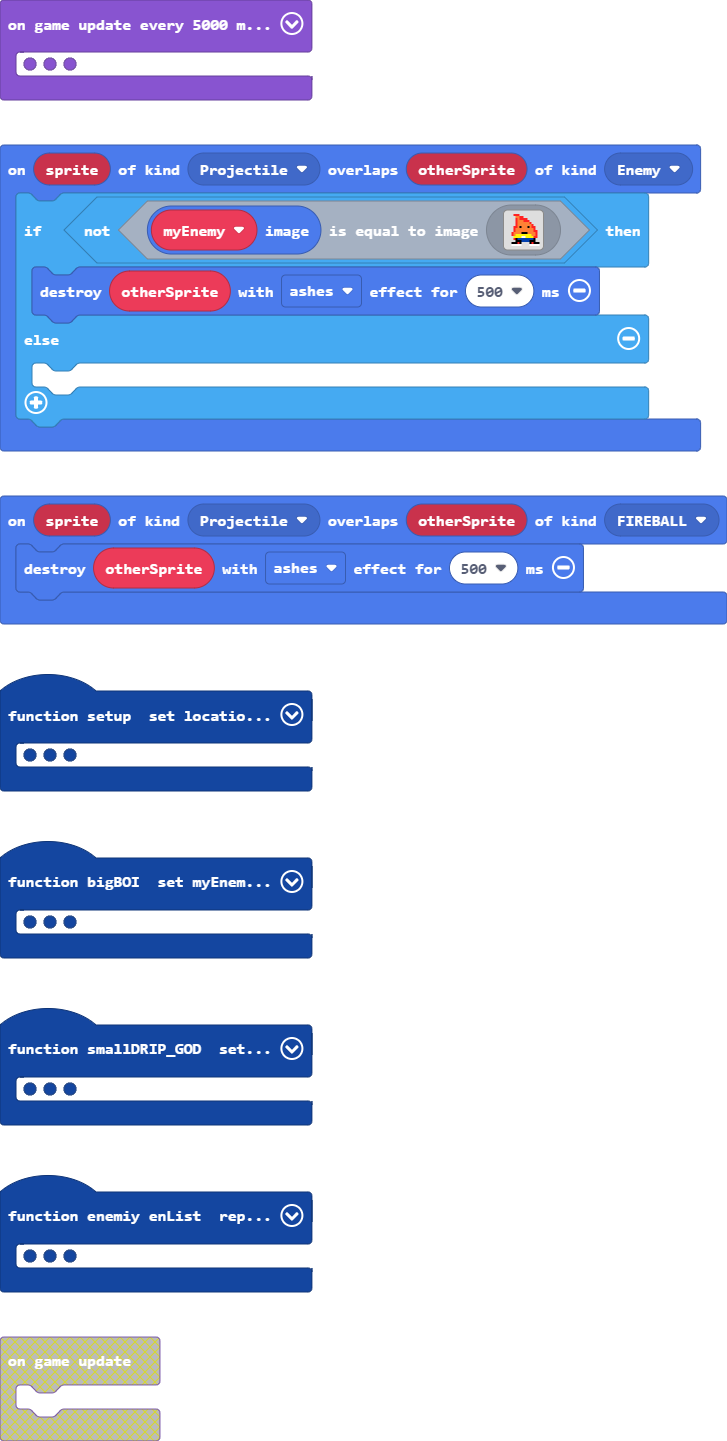 on game update every 5000 m...
on sprite of kind Projectile overlaps otherSprite of kind Enemy
if not myEnemy image is equal to image then
destroy otherSprite with ashes effect for 500 ms
else
on sprite of kind Projectile overlaps otherSprite of kind FIREBALL
destroy otherSprite with ashes effect for 500 ms
function setup set locatio...
function bigBOI set myEnem...
function smallDRIP_GOD set...
function enemiy enList rep...
on game update